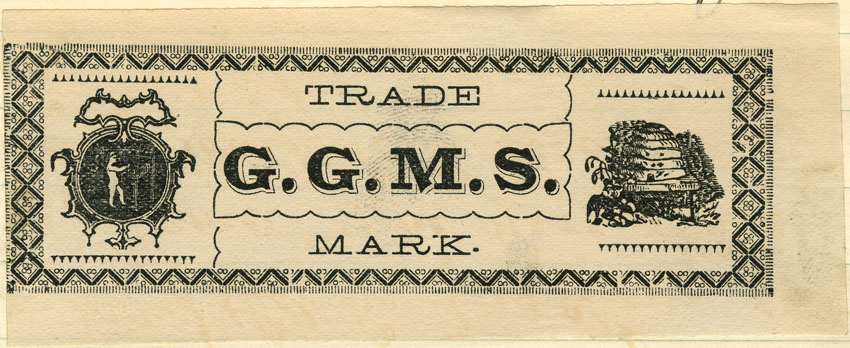 TRADE
G. G. M. S.
MARK.